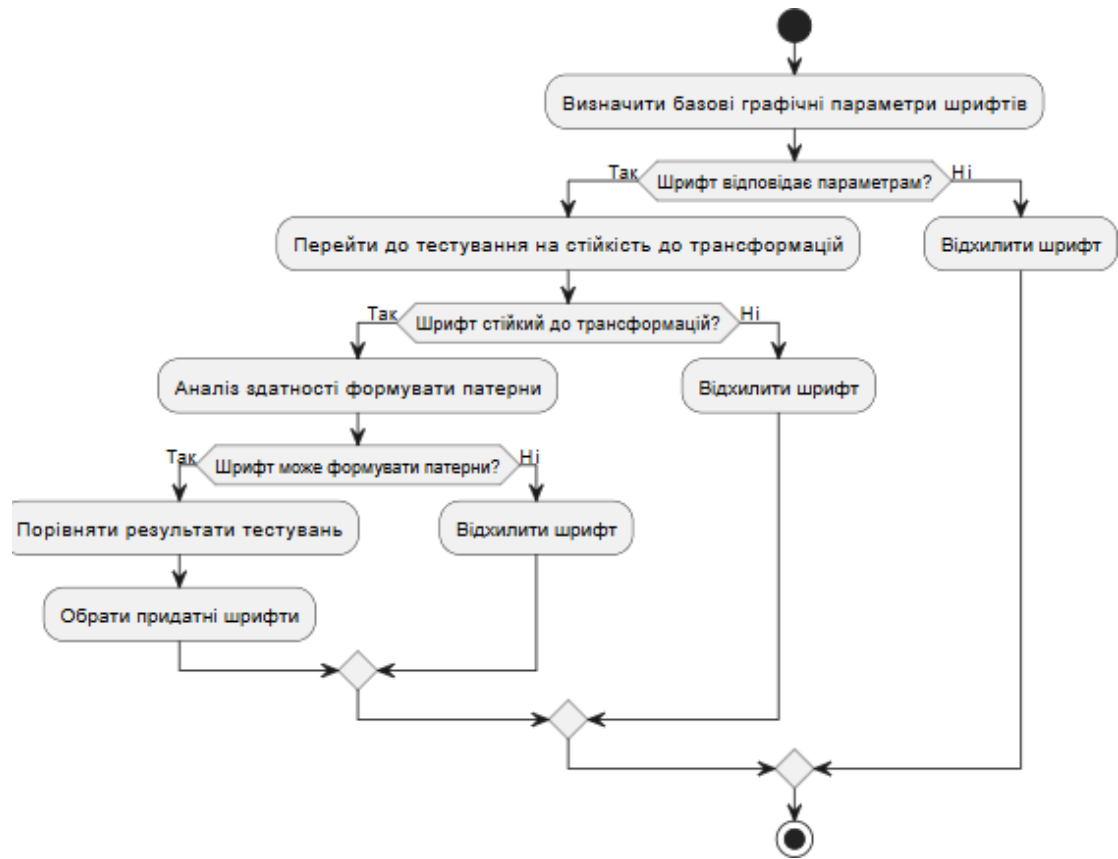 Визначити базові графічні параметри шрифтів
Так
Шрифт відповідає параметрам?
Ні
Перейти до тестування на стійкість до трансформацій
Відхилити шрифт
Так
Шрифт стійкий до трансформацій?
Ні
Аналіз здатності формувати патерни
Відхилити шрифт
Так
Шрифт може формувати патерни?
Ні
Порівняти результати тестувань
Відхилити шрифт
Обрати придатні шрифти